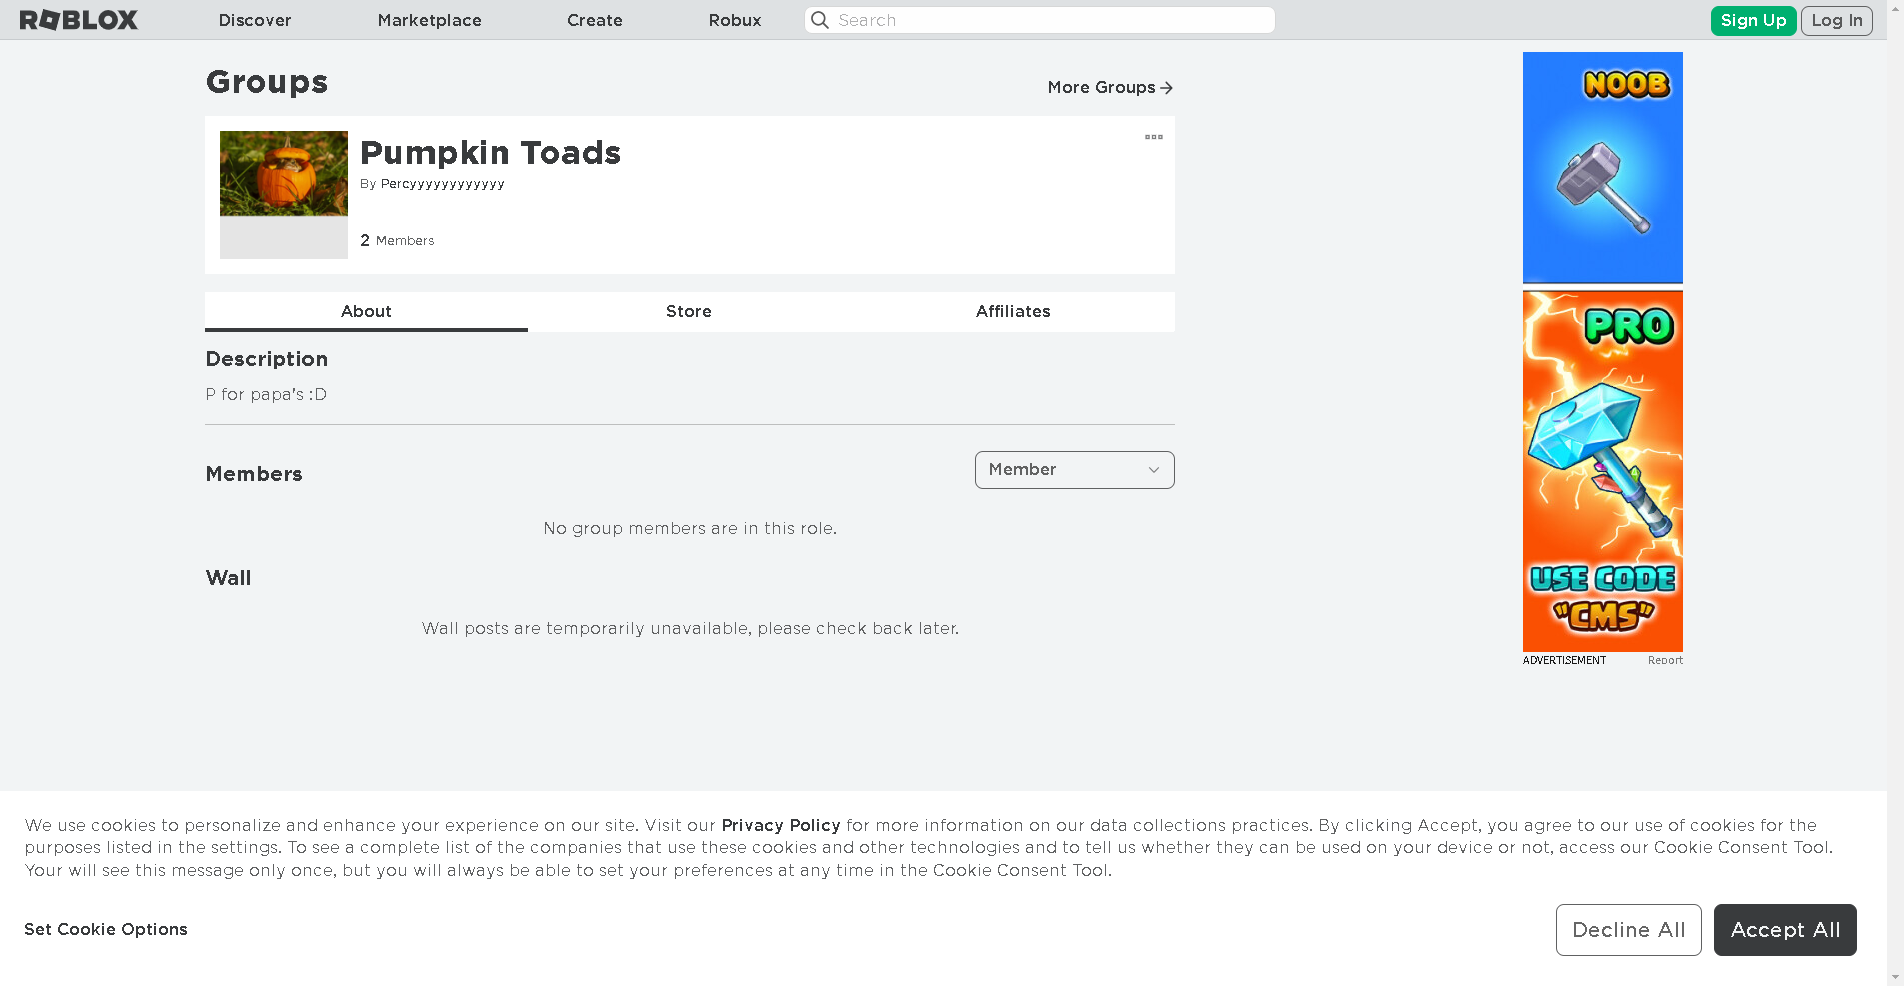 ROBLOX
Discover
Marketplace
Create
Robux
Search
Sign Up
Log In
Groups
More Groups
Pumpkin Toads
By Percyyyyyyyyyyyy
2 Members
About
Store
Affiliates
Description
P for papa's :D
Members
Member
No group members are in this role.
Wall
Wall posts are temporarily unavailable, please check back later.
NOOB
PRO
USE CODE
"CMS"
ADVERTISEMENT
Report
We use cookies to personalize and enhance your experience on our site. Visit our Privacy Policy for more information on our data collections practices. By clicking Accept, you agree to our use of cookies for the
purposes listed in the settings. To see a complete list of the companies that use these cookies and other technologies and to tell us whether they can be used on your device or not, access our Cookie Consent Tool.
Your will see this message only once, but you will always be able to set your preferences at any time in the Cookie Consent Tool.
Set Cookie Options
Decline All
Accept All